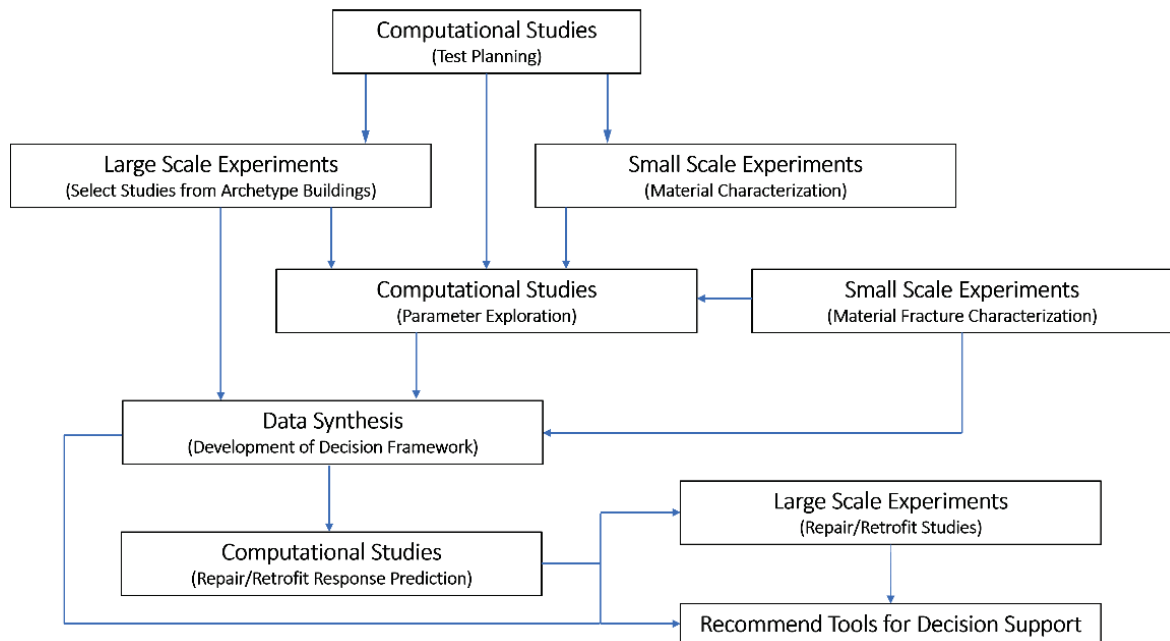 Computational Studies
(Test Planning)
Large Scale Experiments
(Select Studies from Archetype Buildings)
Small Scale Experiments
(Material Characterization)
Computational Studies
(Parameter Exploration)
Small Scale Experiments
(Material Fracture Characterization)
Data Synthesis
(Development of Decision Framework)
Large Scale Experiments
(Repair/Retrofit Studies)
Computational Studies
(Repair/Retrofit Response Prediction)
Recommend Tools for Decision Support